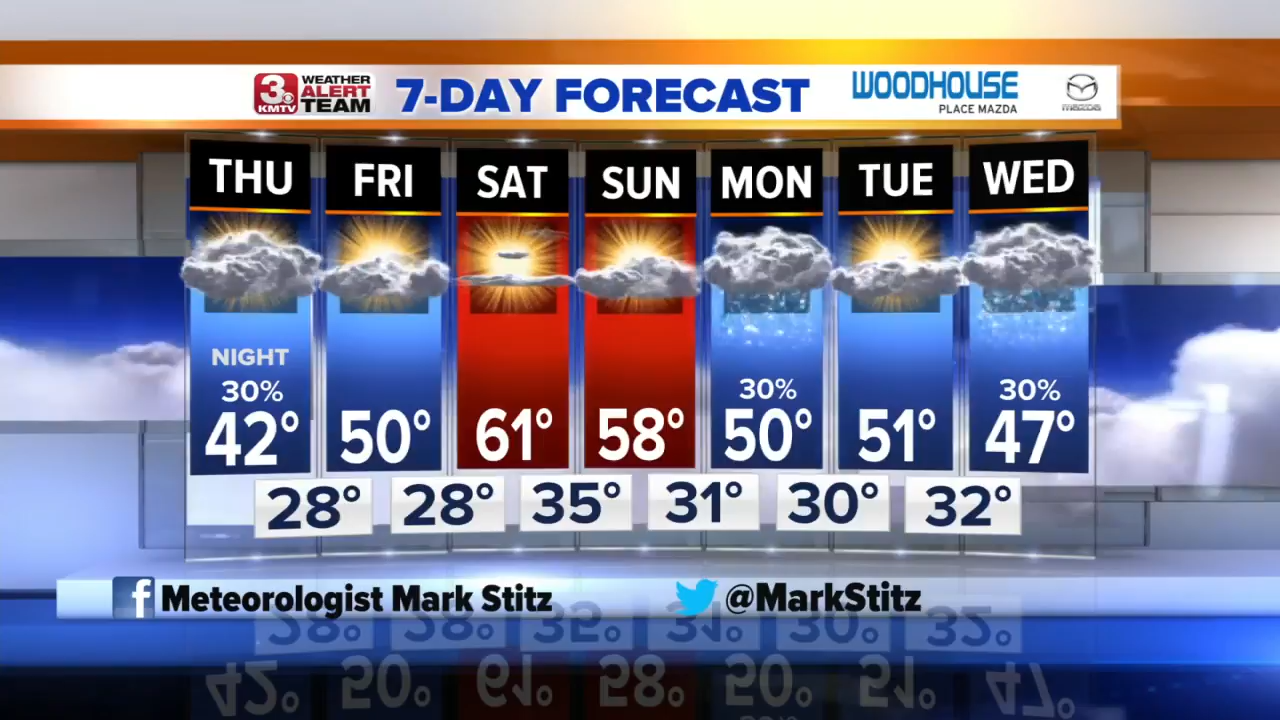 3
KMTV
WEATHER
ALERT
TEAM
7-DAY FORECAST
WOODHOUSE
PLACE MAZDA
THU FRI SAT SUN MON TUE WED
NIGHT
30% 30% 30%
42° 50° 61° 58° 50° 51° 47°
28° 28° 35° 31° 30° 32°
f Meteorologist Mark Stitz @MarkStitz